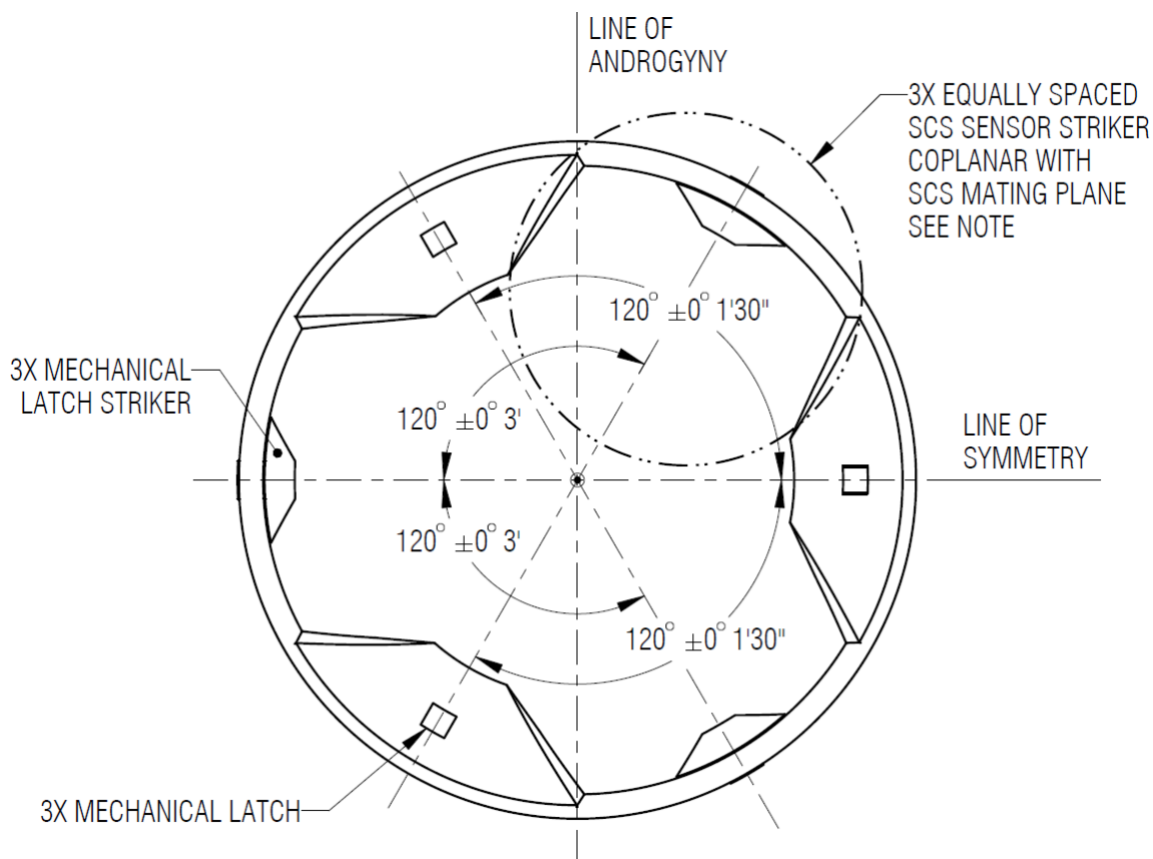 LINE OF
ANDROGYNY
3X EQUALLY SPACED
SCS SENSOR STRIKER
COPLANAR WITH
SCS MATING PLANE
SEE NOTE
120° ±0° 1'30"
3X MECHANICAL
LATCH STRIKER
120° ±0° 3'
LINE OF
SYMMETRY
120° ±0° 3'
120° ±0° 1'30"
3X MECHANICAL LATCH